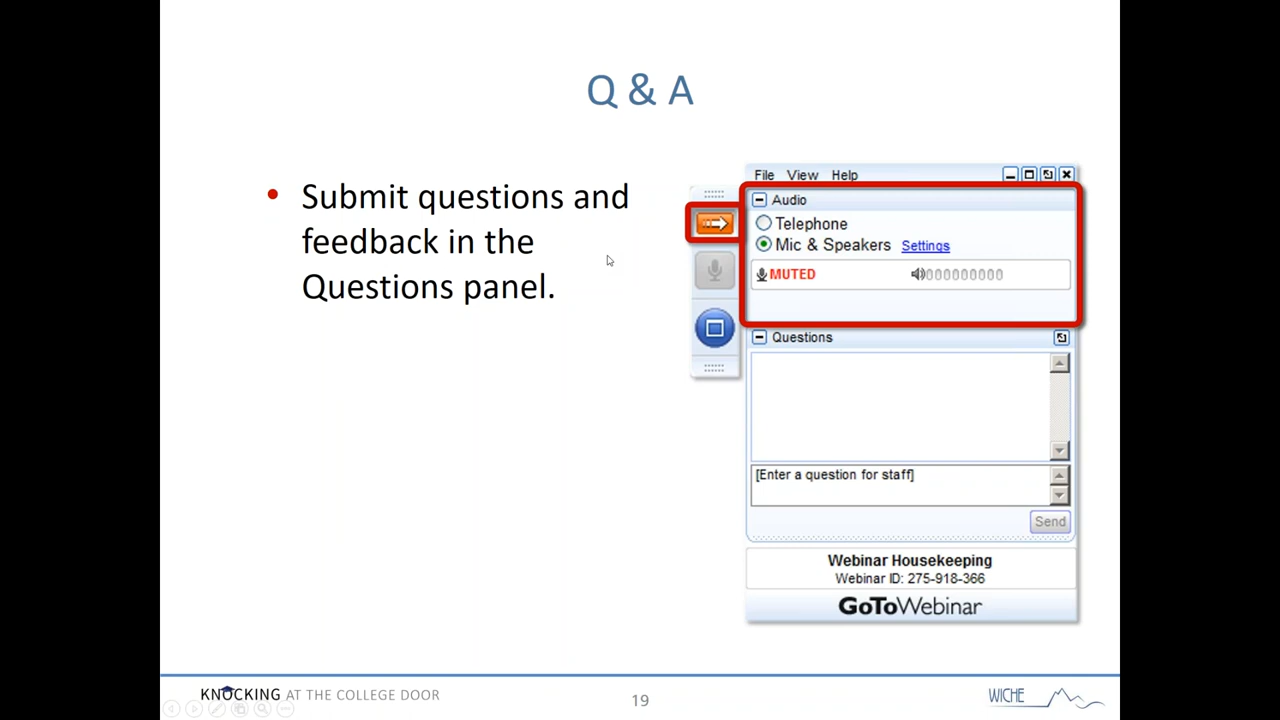 Q & A
• Submit questions and
feedback in the
Questions panel.
File View Help
Audio
Telephone
Mic & Speakers Settings
MUTED
Questions
[Enter a question for staff]
Send
Webinar Housekeeping
Webinar ID: 275-918-366
GoToWebinar
KNOCKING AT THE COLLEGE DOOR
19
WICHE